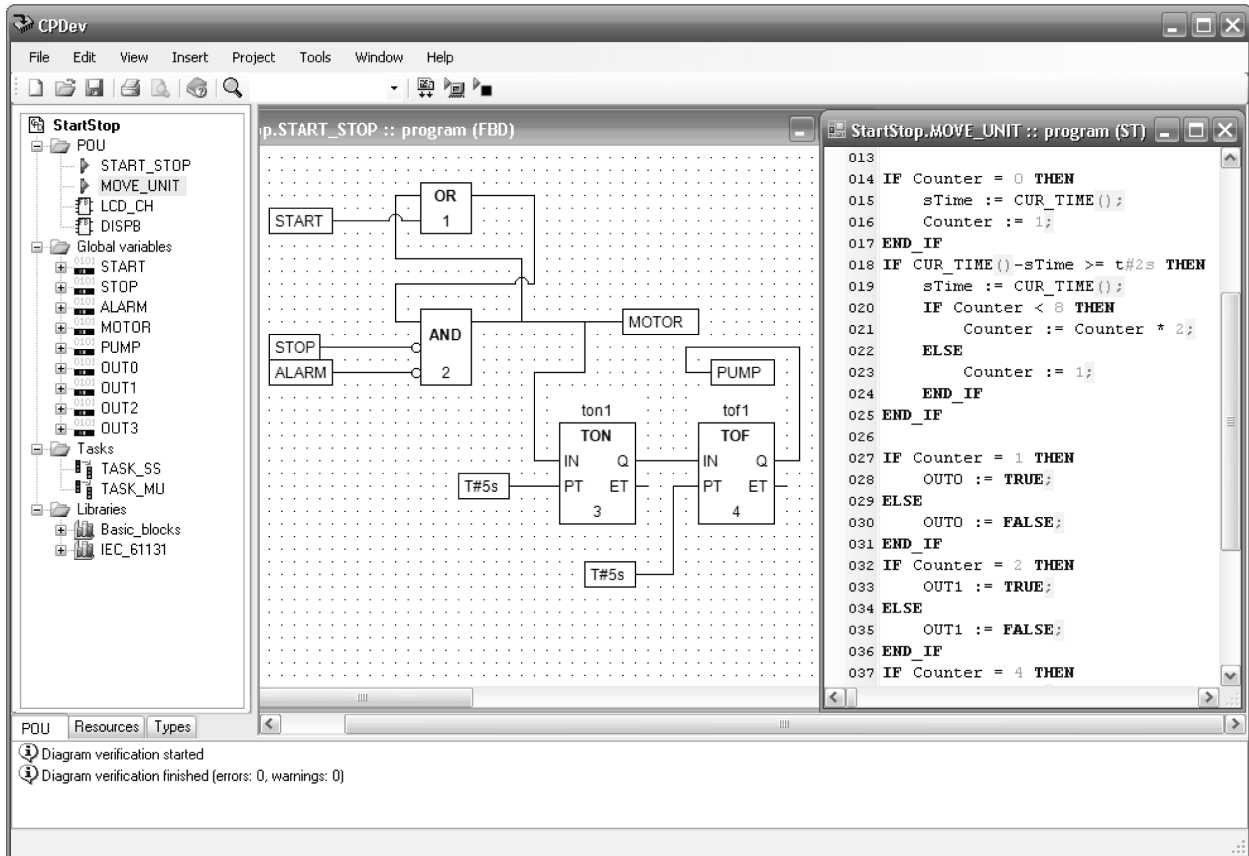 CPDev
File Edit View Insert Project Tools Window Help
StartStop
POU
START_STOP
MOVE_UNIT
LCD_CH
DISPB
Global variables
START
STOP
ALARM
MOTOR
PUMP
OUT0
OUT1
OUT2
OUT3
Tasks
TASK_SS
TASK_MU
Libraries
Basic_blocks
IEC_61131
POU Resources Types
p.START_STOP :: program (FBD)
OR
1
START
AND
2
STOP
ALARM
MOTOR
PUMP
ton1
TON
IN Q
PT ET
3
T#5s
tof1
TOF
IN Q
PT ET
4
T#5s
StartStop.MOVE_UNIT :: program (ST)
013
014 IF Counter = 0 THEN
015 sTime := CUR_TIME();
016 Counter := 1;
017 END_IF
018 IF CUR_TIME()-sTime >= t#2s THEN
019 sTime := CUR_TIME();
020 IF Counter < 8 THEN
021 Counter := Counter * 2;
022 ELSE
023 Counter := 1;
024 END_IF
025 END_IF
026
027 IF Counter = 1 THEN
028 OUT0 := TRUE;
029 ELSE
030 OUT0 := FALSE;
031 END_IF
032 IF Counter = 2 THEN
033 OUT1 := TRUE;
034 ELSE
035 OUT1 := FALSE;
036 END_IF
037 IF Counter = 4 THEN
Diagram verification started
Diagram verification finished (errors: 0, warnings: 0)